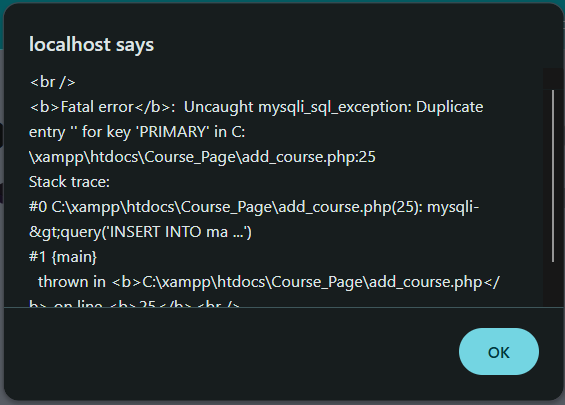 localhost says
<br />
<b>Fatal error</b>:  Uncaught mysqli_sql_exception: Duplicate
entry '' for key 'PRIMARY' in C:
\xampp\htdocs\Course_Page\add_course.php:25
Stack trace:
#0 C:\xampp\htdocs\Course_Page\add_course.php(25): mysqli-
&gt;query('INSERT INTO ma ...')
#1 {main}
  thrown in <b>C:\xampp\htdocs\Course_Page\add_course.php</
b> on line <b>25</b><br />
OK